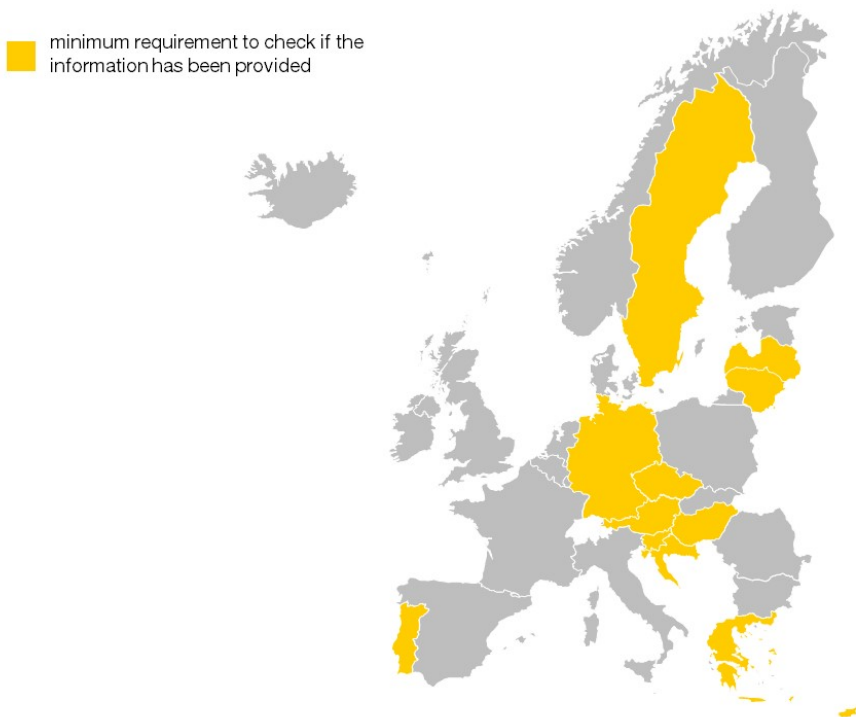 minimum requirement to check if the
information has been provided